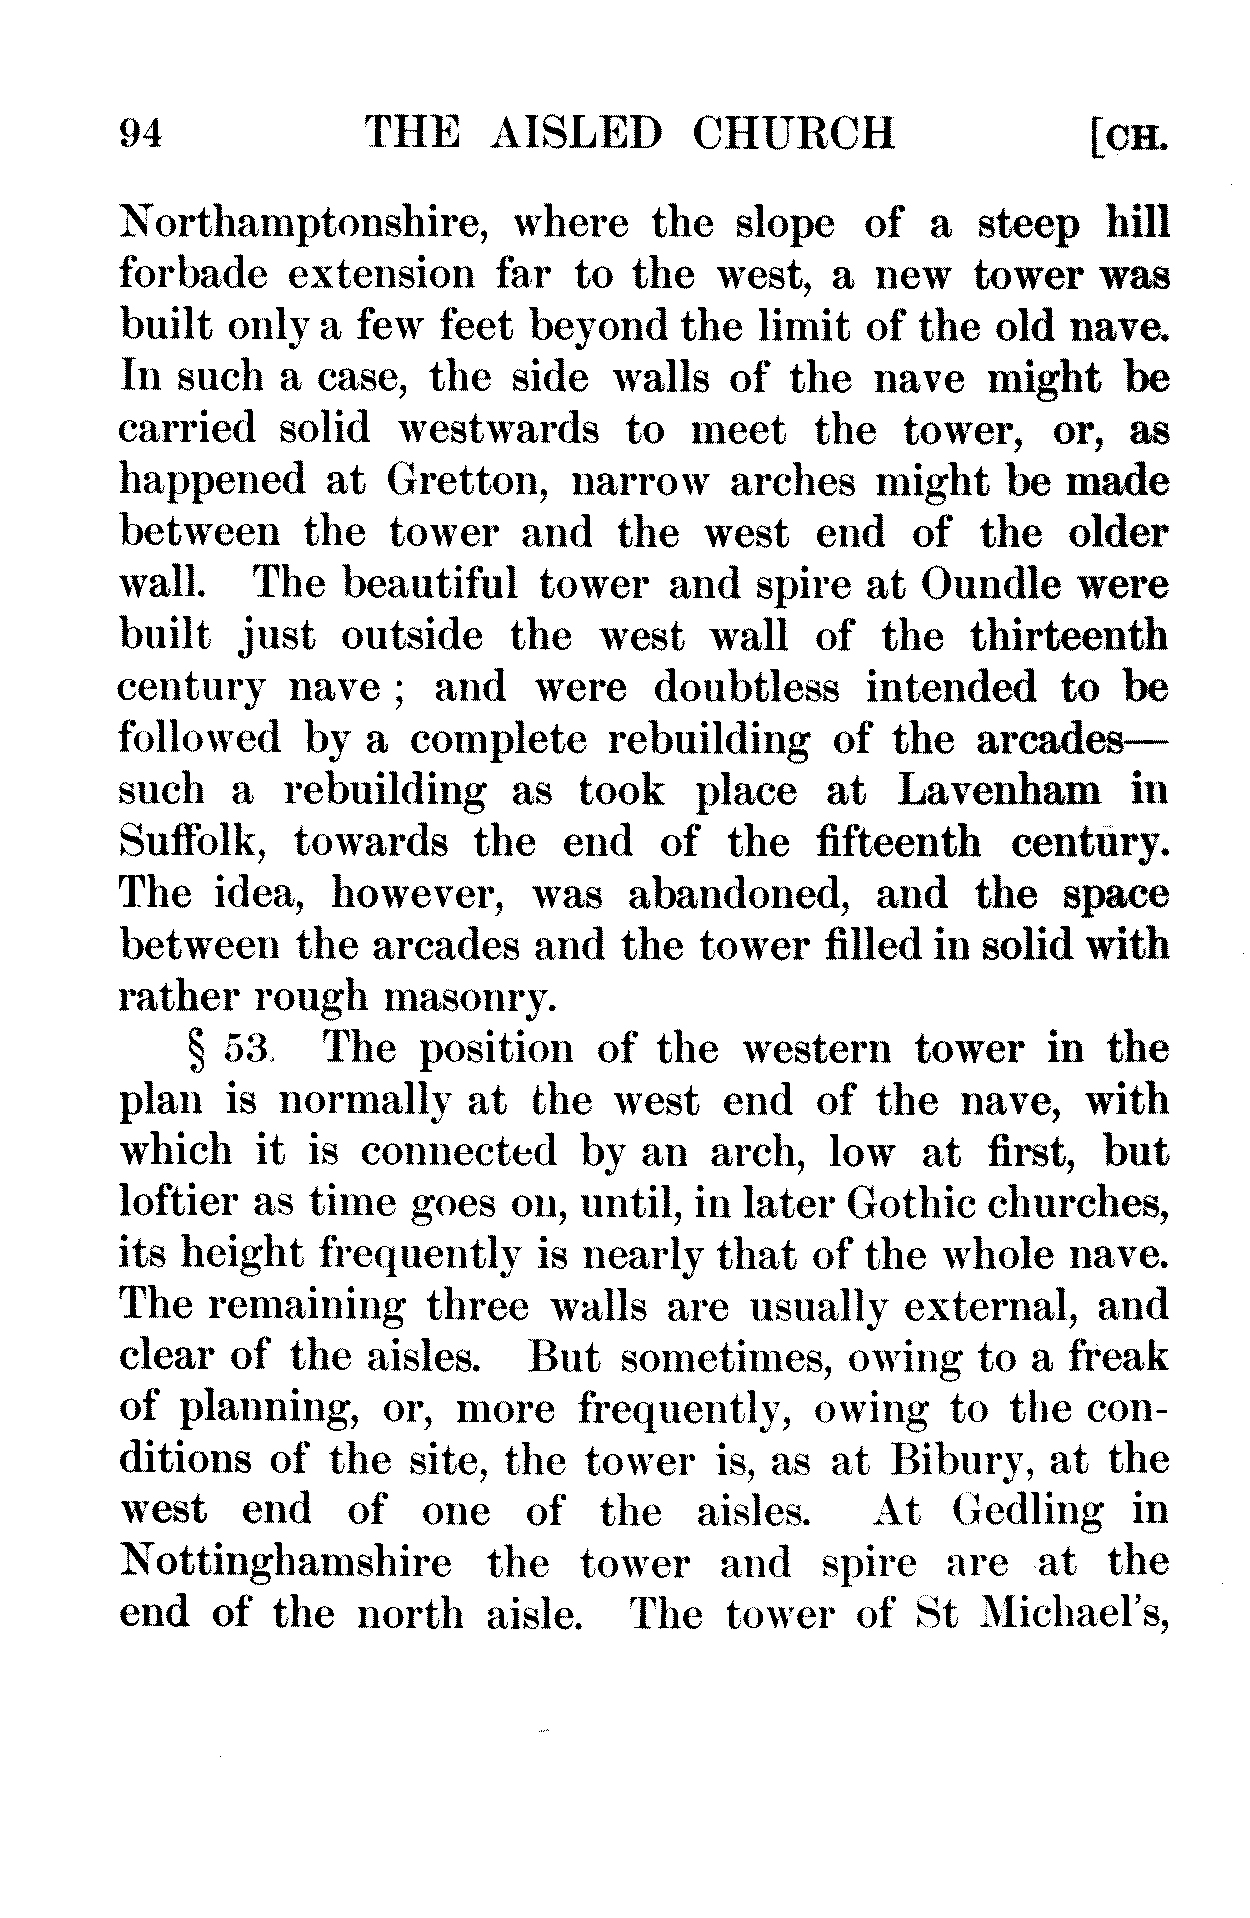 94 THE AISLED CHURCH [CH.
Northamptonshire, where the slope of a steep hill
forbade extension far to the west, a new tower was
built only a few feet beyond the limit of the old nave.
In such a case, the side walls of the nave might be
carried solid westwards to meet the tower, or, as
happened at Gretton, narrow arches might be made
between the tower and the west end of the older
wall. The beautiful tower and spire at Oundle were
built just outside the west wall of the thirteenth
century nave ; and were doubtless intended to be
followed by a complete rebuilding of the arcades—
such a rebuilding as took place at Lavenham in
Suffolk, towards the end of the fifteenth century.
The idea, however, was abandoned, and the space
between the arcades and the tower filled in solid with
rather rough masonry.
§ 53. The position of the western tower in the
plan is normally at the west end of the nave, with
which it is connected by an arch, low at first, but
loftier as time goes on, until, in later Gothic churches,
its height frequently is nearly that of the whole nave.
The remaining three walls are usually external, and
clear of the aisles. But sometimes, owing to a freak
of planning, or, more frequently, owing to the con-
ditions of the site, the tower is, as at Bibury, at the
west end of one of the aisles. At Gedling in
Nottinghamshire the tower and spire are at the
end of the north aisle. The tower of St Michael's,